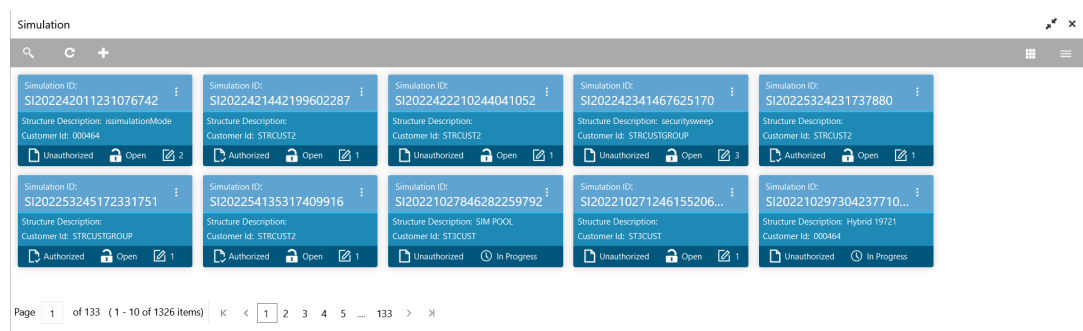 Simulation
Simulation ID:
SI202242011231076742
Structure Description: issimulationMode
Customer Id: 000464
Unauthorized Open 2
Simulation ID:
SI2022421442199602287
Structure Description:
Customer Id: STRCUST2
Authorized Open 1
Simulation ID:
SI2022422210244041052
Structure Description:
Customer Id: STRCUST2
Unauthorized Open 1
Simulation ID:
SI202242341467625170
Structure Description: securitysweep
Customer Id: STRCUSTGROUP
Unauthorized Open 3
Simulation ID:
SI20225324231737880
Structure Description:
Customer Id: STRCUST2
Authorized Open 1
Simulation ID:
SI202253245172331751
Structure Description:
Customer Id: STRCUSTGROUP
Authorized Open 1
Simulation ID:
SI202254135317409916
Structure Description:
Customer Id: STRCUST2
Authorized Open 1
Simulation ID:
SI20221027846282259792
Structure Description: SIM POOL
Customer Id: ST3CUST
Unauthorized In Progress
Simulation ID:
SI202210271246155206...
Structure Description:
Customer Id: ST3CUST
Unauthorized Open 1
Simulation ID:
SI202210297304237710...
Structure Description: Hybrid 19721
Customer Id: 000464
Unauthorized In Progress
Page 1 of 133 (1 - 10 of 1326 items) 1 2 3 4 5 ... 133